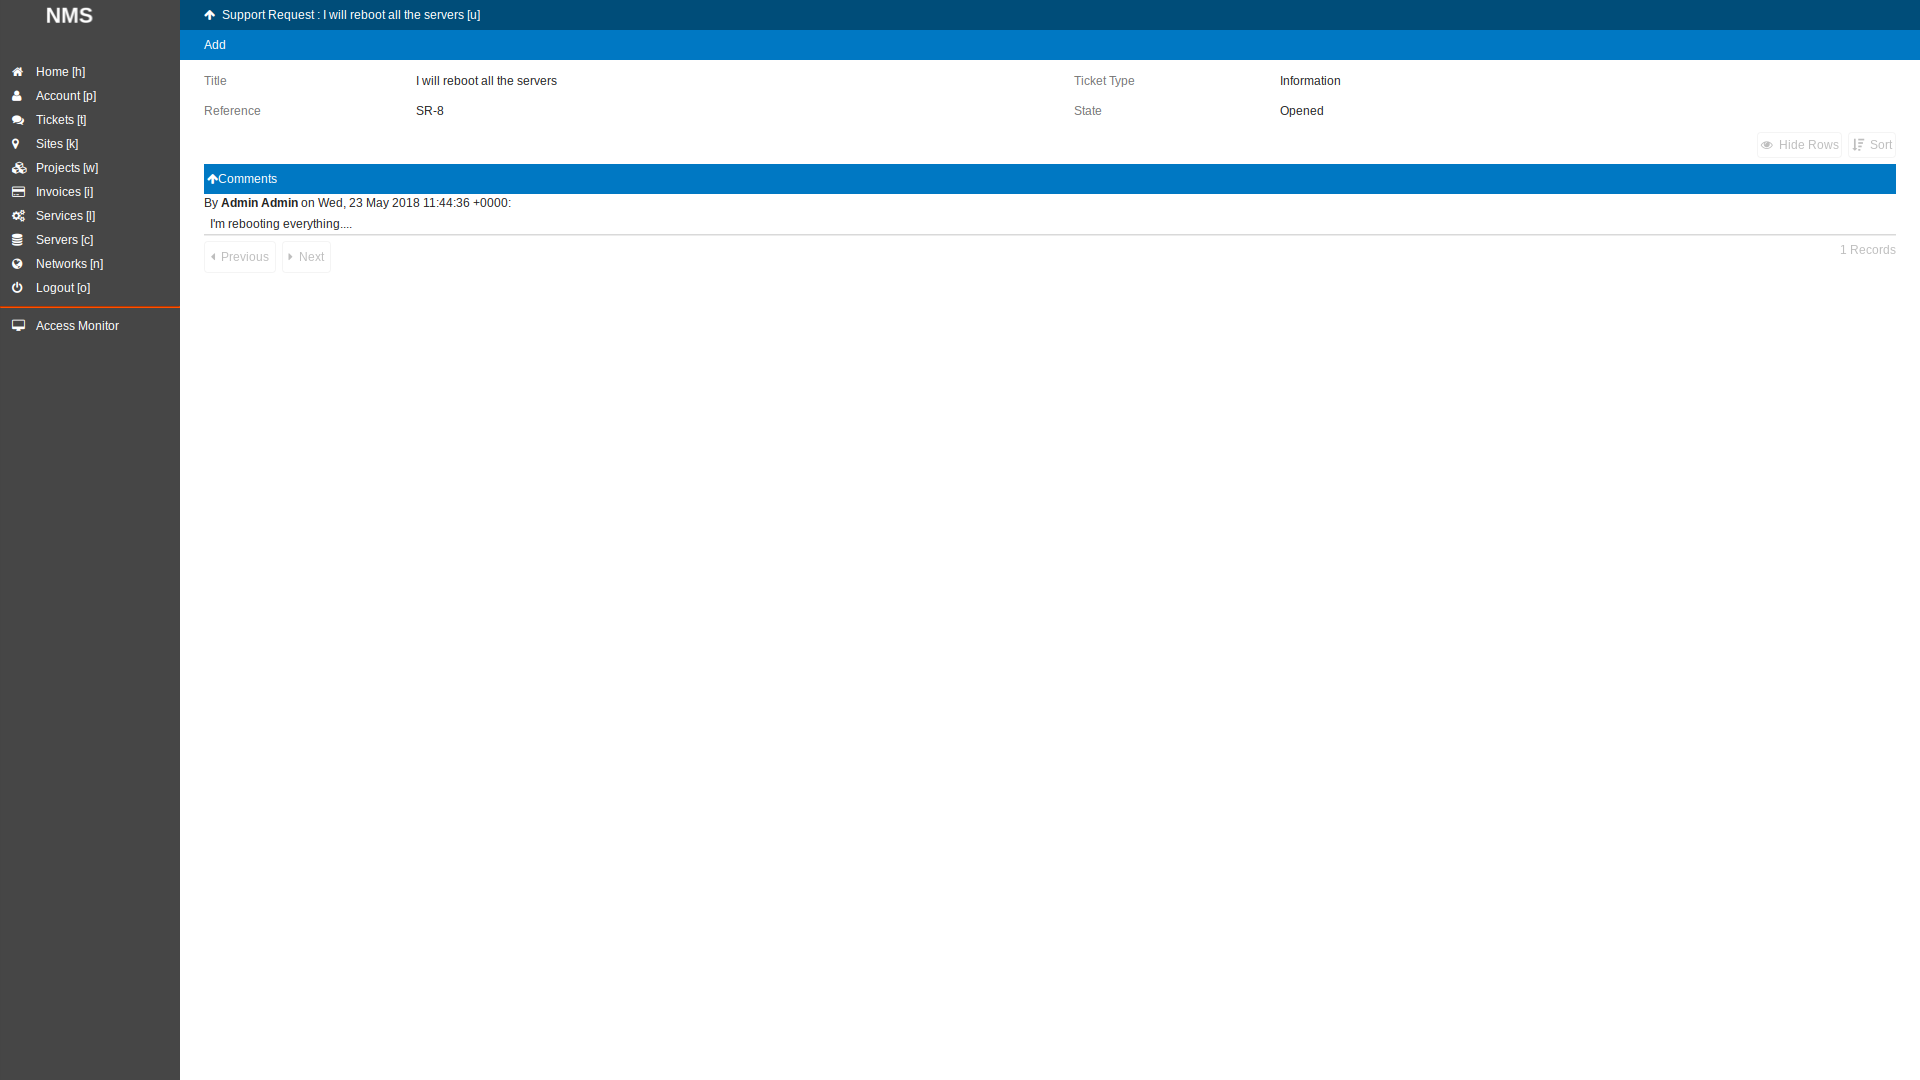 NMS
Home [h]
Account [p]
Tickets [t]
Sites [k]
Projects [w]
Invoices [i]
Services [l]
Servers [c]
Networks [n]
Logout [o]
Access Monitor
Support Request : I will reboot all the servers [u]
Add
Title I will reboot all the servers Ticket Type Information
Reference SR-8 State Opened
Hide Rows Sort
Comments
By Admin Admin on Wed, 23 May 2018 11:44:36 +0000:
I'm rebooting everything....
Previous Next 1 Records